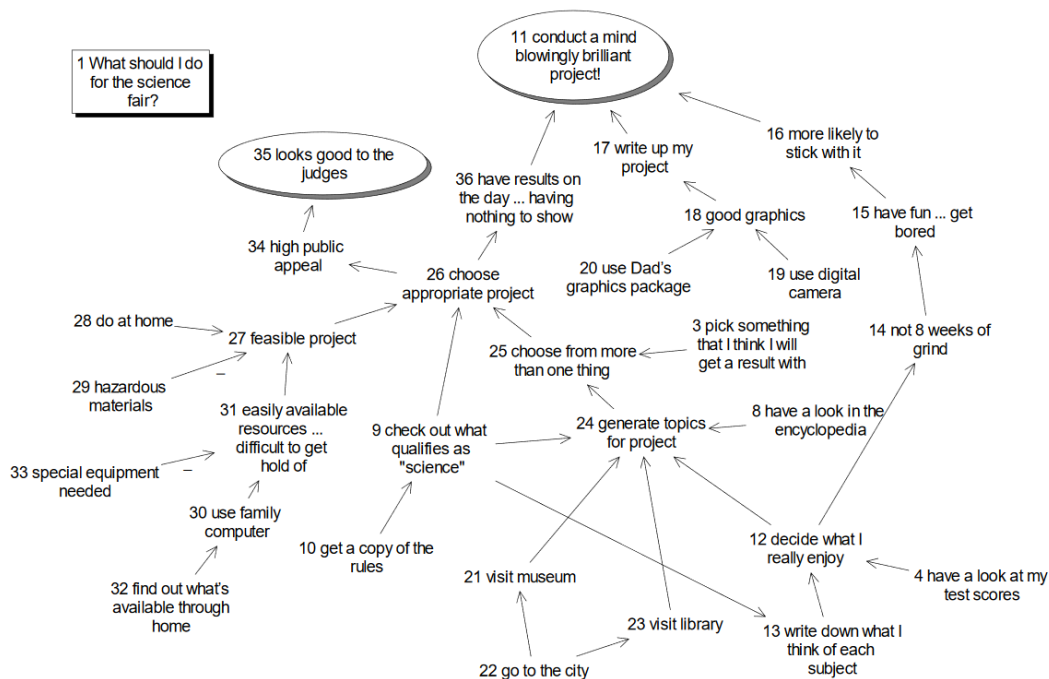 11 conduct a mind
blowingly brilliant
project!
1 What should I do
for the science
fair?
16 more likely to
stick with it
17 write up my
project
35 looks good to the
judges
36 have results on
the day ... having
nothing to show
15 have fun ... get
bored
18 good graphics
34 high public
appeal
26 choose
appropriate project
20 use Dad's
graphics package
19 use digital
camera
28 do at home
27 feasible project
3 pick something
that I think I will
get a result with
14 not 8 weeks of
grind
25 choose from more
than one thing
–
29 hazardous
materials
31 easily available
resources ...
difficult to get
hold of
9 check out what
qualifies as
"science"
24 generate topics
for project
8 have a look in the
encyclopedia
–
33 special equipment
needed
30 use family
computer
10 get a copy of the
rules
12 decide what I
really enjoy
21 visit museum
4 have a look at my
test scores
32 find out what's
available through
home
23 visit library
13 write down what I
think of each
subject
22 go to the city